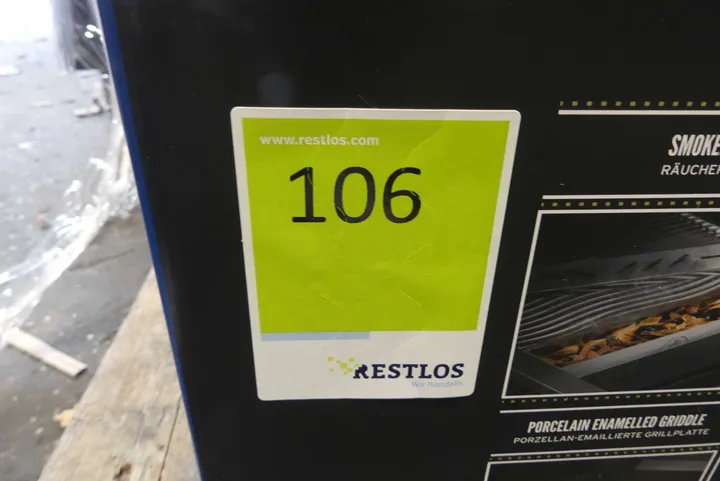 www.restlos.com
106
RESTLOS
Wir handeln.
SMOKE
RÄUCHER
PORCELAIN ENAMELLED GRIDDLE
PORZELLAN-EMAILLIERTE GRILLPLATTE